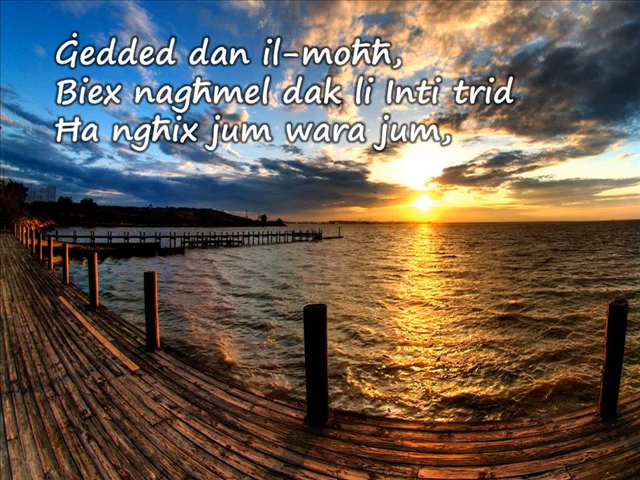 Ġedded dan il-moħħ,
Biex nagħmel dak li Inti trid
Ħa ngħix jum wara jum,